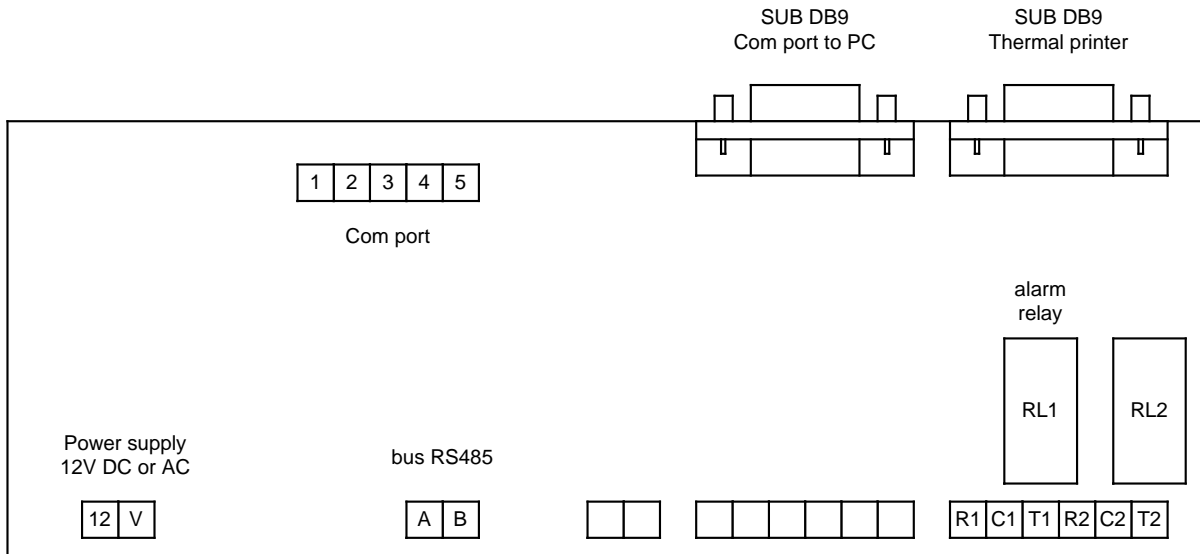 SUB DB9
Com port to PC
SUB DB9
Thermal printer
1 2 3 4 5
Com port
alarm
relay
RL1 RL2
Power supply
12V DC or AC
bus RS485
12 V A B R1 C1 T1 R2 C2 T2